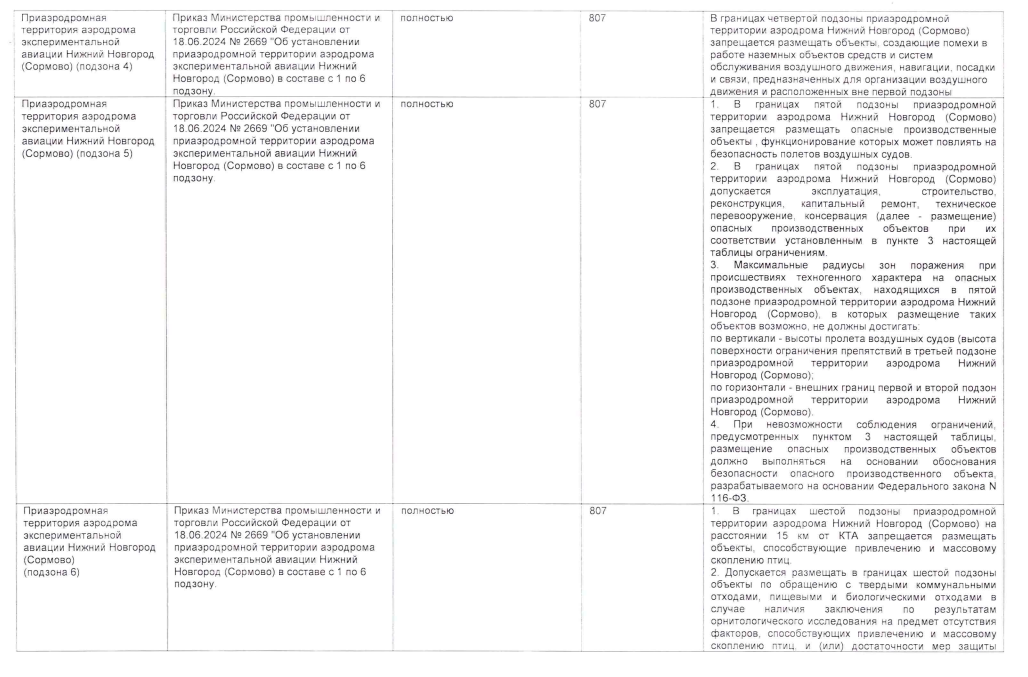 Приаэродромная
территория аэродрома
экспериментальной
авиации Нижний Новгород
(Сормово) (подзона 4)
Приказ Министерства промышленности и
торговли Российской Федерации от
18.06.2024 № 2669 "Об установлении
приаэродромной территории аэродрома
экспериментальной авиации Нижний
Новгород (Сормово) в составе с 1 по 6
подзону.
полностью
807
В границах четвертой подзоны приаэродромной
территории аэродрома Нижний Новгород (Сормово)
запрещается размещать объекты, создающие помехи в
работе наземных объектов средств и систем
обслуживания воздушного движения, навигации, посадки
и связи, предназначенных для организации воздушного
движения и расположенных вне первой подзоны
Приаэродромная
территория аэродрома
экспериментальной
авиации Нижний Новгород
(Сормово) (подзона 5)
Приказ Министерства промышленности и
торговли Российской Федерации от
18.06.2024 № 2669 "Об установлении
приаэродромной территории аэродрома
экспериментальной авиации Нижний
Новгород (Сормово) в составе с 1 по 6
подзону.
полностью
807
1. В границах пятой подзоны приаэродромной
территории аэродрома Нижний Новгород (Сормово)
запрещается размещать опасные производственные
объекты , функционирование которых может повлиять на
безопасность полетов воздушных судов.
2. В границах пятой подзоны приаэродромной
территории аэродрома Нижний Новгород (Сормово)
допускается эксплуатация, строительство,
реконструкция, капитальный ремонт, техническое
перевооружение, консервация (далее - размещение)
опасных производственных объектов при их
соответствии установленным в пункте 3 настоящей
таблицы ограничениям.
3. Максимальные радиусы зон поражения при
происшествиях техногенного характера на опасных
производственных объектах, находящихся в пятой
подзоне приаэродромной территории аэродрома Нижний
Новгород (Сормово), в которых размещение таких
объектов возможно, не должны достигать:
по вертикали - высоты пролета воздушных судов (высота
поверхности ограничения препятствий в третьей подзоне
приаэродромной территории аэродрома Нижний
Новгород (Сормово);
по горизонтали - внешних границ первой и второй подзон
приаэродромной территории аэродрома Нижний
Новгород (Сормово).
4. При невозможности соблюдения ограничений,
предусмотренных пунктом 3 настоящей таблицы,
размещение опасных производственных объектов
должно выполняться на основании обоснования
безопасности опасного производственного объекта,
разрабатываемого на основании Федерального закона N
116-ФЗ.
Приаэродромная
территория аэродрома
экспериментальной
авиации Нижний Новгород
(Сормово)
(подзона 6)
Приказ Министерства промышленности и
торговли Российской Федерации от
18.06.2024 № 2669 "Об установлении
приаэродромной территории аэродрома
экспериментальной авиации Нижний
Новгород (Сормово) в составе с 1 по 6
подзону.
полностью
807
1. В границах шестой подзоны приаэродромной
территории аэродрома Нижний Новгород (Сормово) на
расстоянии 15 км от КТА запрещается размещать
объекты, способствующие привлечению и массовому
скоплению птиц.
2. Допускается размещать в границах шестой подзоны
объекты по обращению с твердыми коммунальными
отходами, пищевыми и биологическими отходами в
случае наличия заключения по результатам
орнитологического исследования на предмет отсутствия
факторов, способствующих привлечению и массовому
скоплению птиц. и (или) достаточности мер защиты